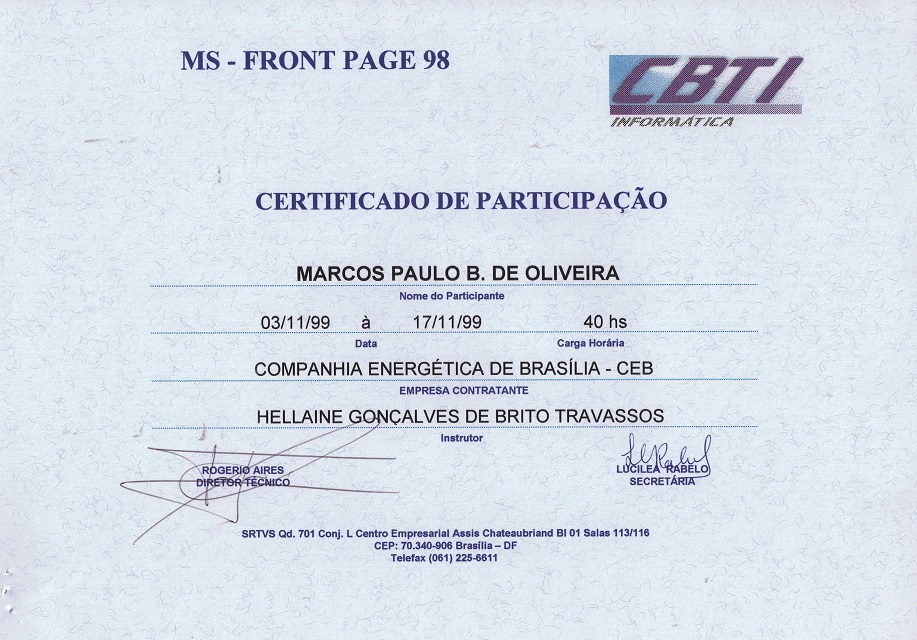 MS - FRONT PAGE 98
CBTI
INFORMÁTICA
CERTIFICADO DE PARTICIPAÇÃO
MARCOS PAULO B. DE OLIVEIRA
Nome do Participante
03/11/99 à 17/11/99 40 hs
Data Carga Horária
COMPANHIA ENERGÉTICA DE BRASÍLIA - CEB
EMPRESA CONTRATANTE
HELLAINE GONÇALVES DE BRITO TRAVASSOS
Instrutor
ROGERIO AIRES
DIRETOR TÉCNICO
LUCILEA RABELO
SECRETÁRIA
SRTVS Qd. 701 Conj. L Centro Empresarial Assis Chateaubriand Bl 01 Salas 113/116
CEP: 70.340-906 Brasília – DF
Telefax (061) 225-6611